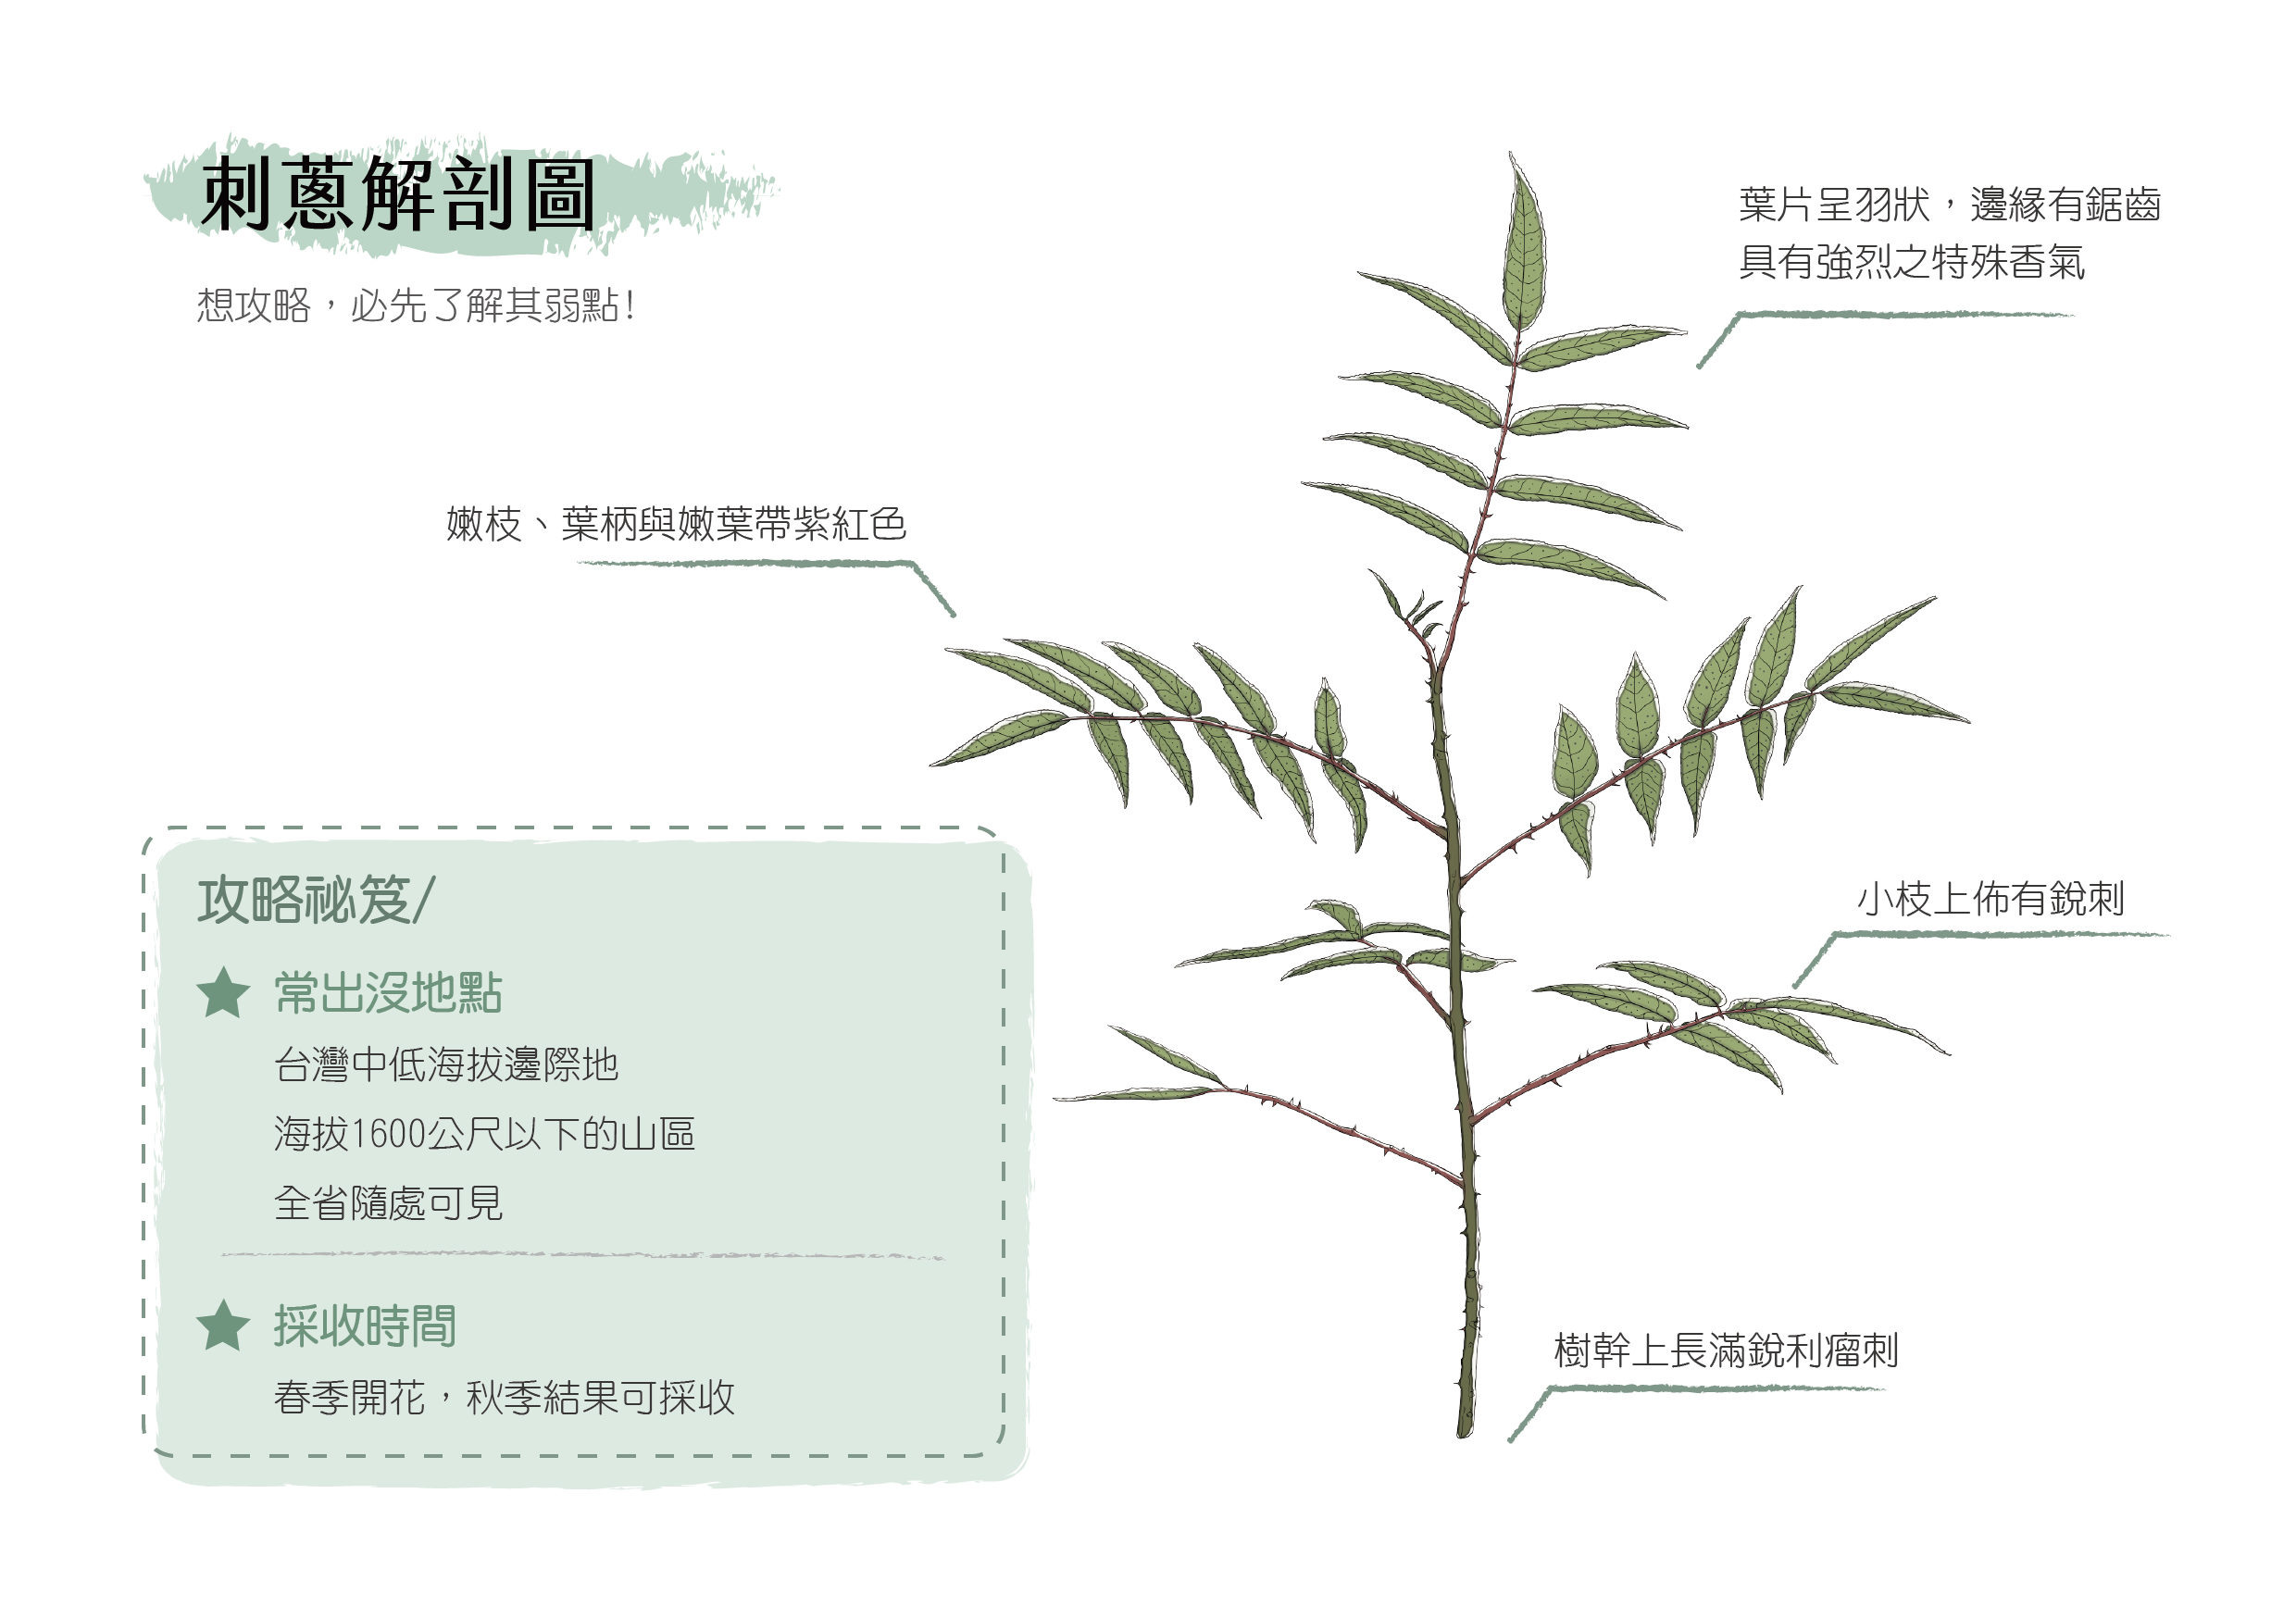 刺蔥解剖圖
想攻略，必先了解其弱點!
葉片呈羽狀，邊緣有鋸齒
具有強烈之特殊香氣
嫩枝、葉柄與嫩葉帶紫紅色
小枝上佈有銳刺
樹幹上長滿銳利瘤刺
攻略祕笈/
★ 常出沒地點
台灣中低海拔邊際地
海拔1600公尺以下的山區
全省隨處可見
★ 採收時間
春季開花，秋季結果可採收